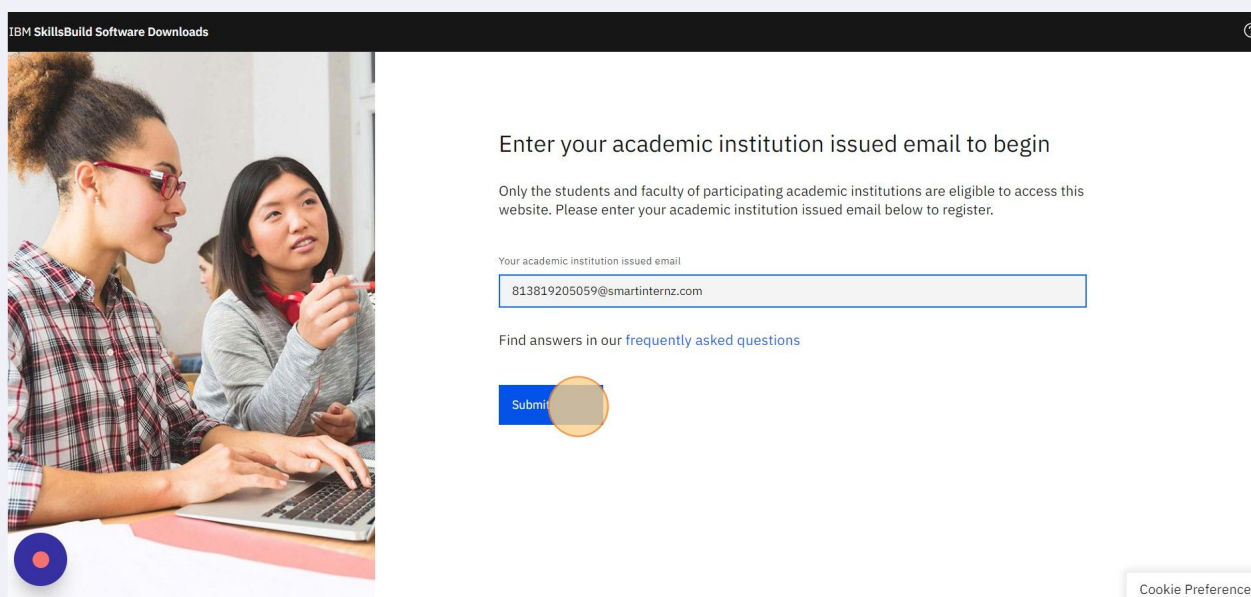 IBM SkillsBuild Software Downloads
Enter your academic institution issued email to begin
Only the students and faculty of participating academic institutions are eligible to access this
website. Please enter your academic institution issued email below to register.
Your academic institution issued email
813819205059@smartinternz.com
Find answers in our frequently asked questions
Submit
Cookie Preference